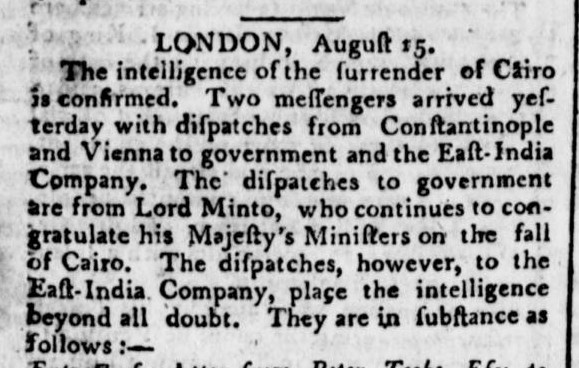 LONDON, Auguſt 15.
The intelligence of the ſurrender of Cairo
is confirmed. Two meſſengers arrived yeſ-
terday with diſpatches from Conſtantinople
and Vienna to government and the Eaſt-India
Company. The diſpatches to government
are from Lord Minto, who continues to con-
gratulate his Majeſty's Miniſters on the fall
of Cairo. The diſpatches, however, to the
Eaſt-India Company, place the intelligence
beyond all doubt. They are in ſubſtance as
follows:—